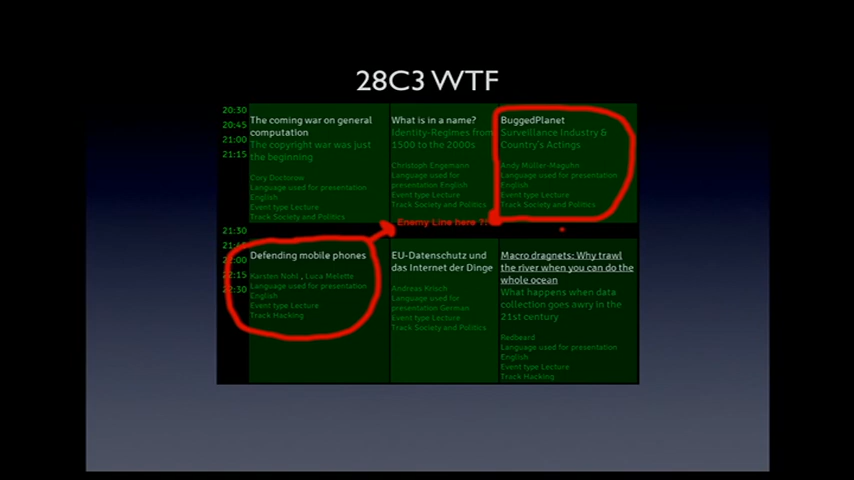 28C3 WTF
20:30
20:45
21:00
21:15
The coming war on general
computation
The copyright war was just
the beginning
Cory Doctorow
Language used for presentation
English
Event type Lecture
Track Society and Politics
What is in a name?
Identity-Regimes from
1500 to the 2000s
Christoph Engemann
Language used for
presentation English
Event type Lecture
Track Society and Politics
BuggedPlanet
Surveillance Industry &
Country's Actings
Andy Müller-Maguhn
Language used for presentation
English
Event type Lecture
Track Society and Politics
Enemy Line here ?:
21:30
21:45
22:00
22:15
22:30
Defending mobile phones
Karsten Nohl , Luca Melette
Language used for presentation
English
Event type Lecture
Track Hacking
EU-Datenschutz und
das Internet der Dinge
Andreas Krisch
Language used for
presentation German
Event type Lecture
Track Society and Politics
Macro dragnets: Why trawl
the river when you can do the
whole ocean
What happens when data
collection goes awry in the
21st century
Redbeard
Language used for presentation
English
Event type Lecture
Track Hacking